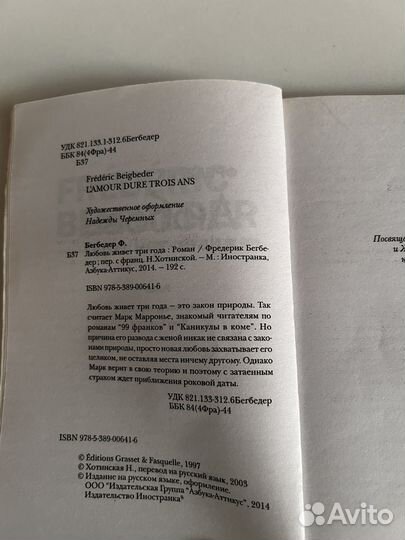 УДК 821.133.1-312.6Бегбедер
ББК 84(4Фра)-44
Б37
Frédéric Beigbeder
L'AMOUR DURE TROIS ANS
Художественное оформление
Надежды Черемных
Бегбедер Ф.
Б37 Любовь живет три года : Роман / Фредерик Бегбе-
дер ; пер. с франц. Н.Хотинской. – М. : Иностранка,
Азбука-Аттикус, 2014. – 192 с.
ISBN 978-5-389-00641-6
Любовь живет три года – это закон природы. Так
считает Марк Марронье, знакомый читателям по
романам "99 франков" и "Каникулы в коме". Но
причина его развода с женой никак не связана с зако-
нами природы, просто новая любовь захватывает его
целиком, не оставляя места ничему другому. Однако
Марк верит в свою теорию и поэтому с затаенным
страхом ждет приближения роковой даты.
УДК 821.133-312.6Бегбедер
ББК 84(4Фра)-44
ISBN 978-5-389-00641-6
© Éditions Grasset & Fasquelle, 1997
© Хотинская Н., перевод на русский язык, 2003
© Издание на русском языке, оформление.
ООО "Издательская Группа "Азбука-Аттикус", 2014
Издательство Иностранка®
Посвящ
и Ж
Avito